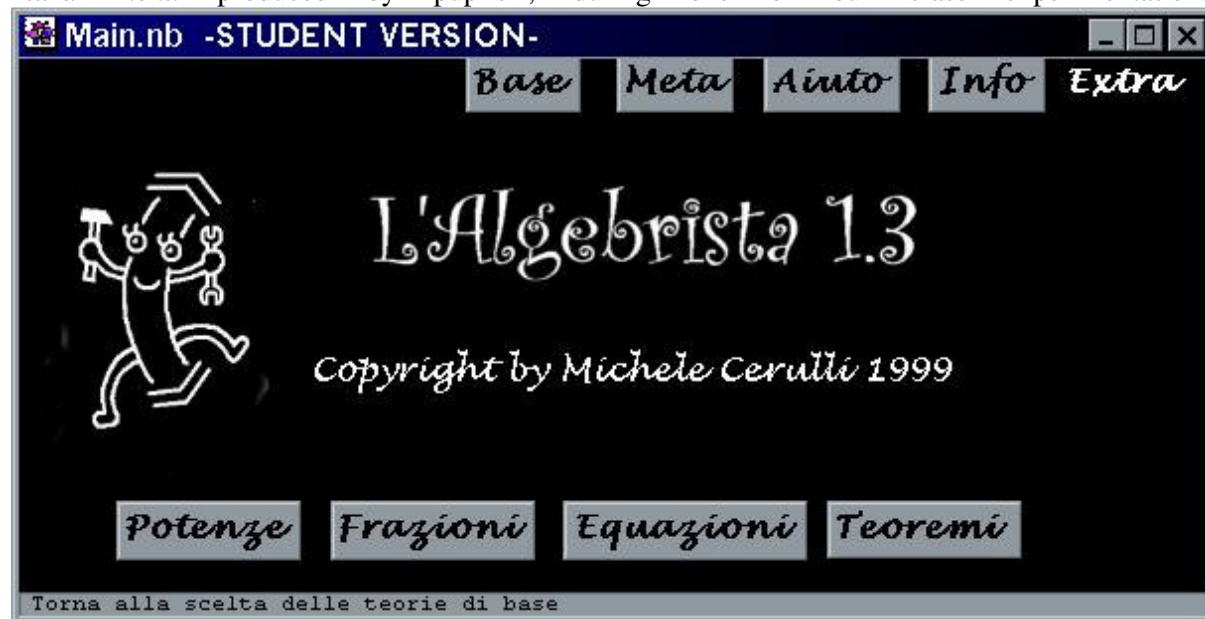 Main.nb -STUDENT VERSION-
Base Meta Aiuto Info Extra
L'Algebrista 1.3
Copyright by Michele Cerulli 1999
Potenze Frazioni Equazioni Teoremi
Torna alla scelta delle teorie di base